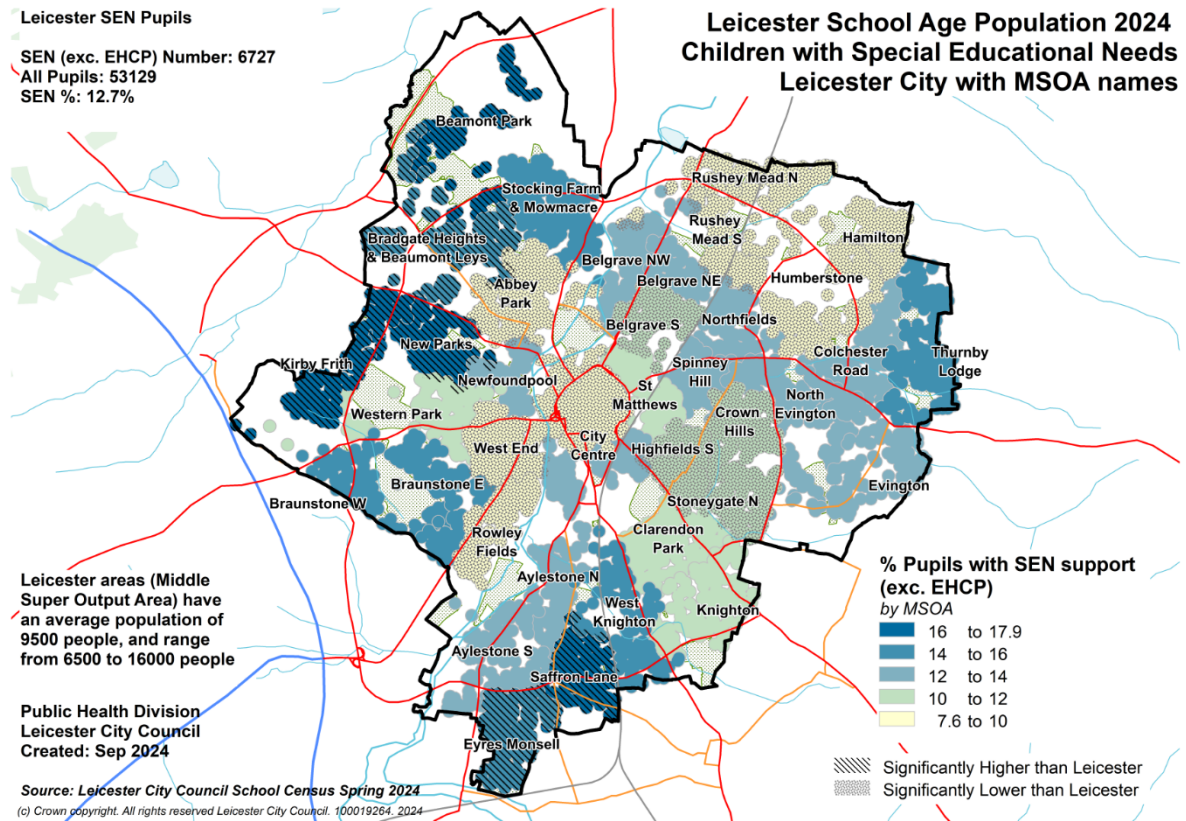 Leicester SEN Pupils
SEN (exc. EHCP) Number: 6727
All Pupils: 53129
SEN %: 12.7%
Leicester School Age Population 2024
Children with Special Educational Needs
Leicester City with MSOA names
Beamont Park
Stocking Farm
& Mowmacre
Rushey Mead N
Rushey
Mead S
Hamilton
Bradgate Heights
& Beaumont Leys
Belgrave NW
Belgrave NE
Humberstone
Abbey
Park
Belgrave S
Northfields
New Parks
Kirby Frith
Newfoundpool
Spinney
Hill
Colchester
Road
Thurnby
Lodge
St
Matthews
North
Evington
Western Park
Crown
Hills
West End
City
Centre
Highfields S
Braunstone E
Evington
Braunstone W
Stoneygate N
Rowley
Fields
Clarendon
Park
Aylestone N
West
Knighton
Knighton
Aylestone S
Saffron Lane
Eyres Monsell
Leicester areas (Middle
Super Output Area) have
an average population of
9500 people, and range
from 6500 to 16000 people
Public Health Division
Leicester City Council
Created: Sep 2024
Source: Leicester City Council School Census Spring 2024
(c) Crown copyright. All rights reserved Leicester City Council. 100019264. 2024
% Pupils with SEN support
(exc. EHCP)
by MSOA
16 to 17.9
14 to 16
12 to 14
10 to 12
7.6 to 10
Significantly Higher than Leicester
Significantly Lower than Leicester